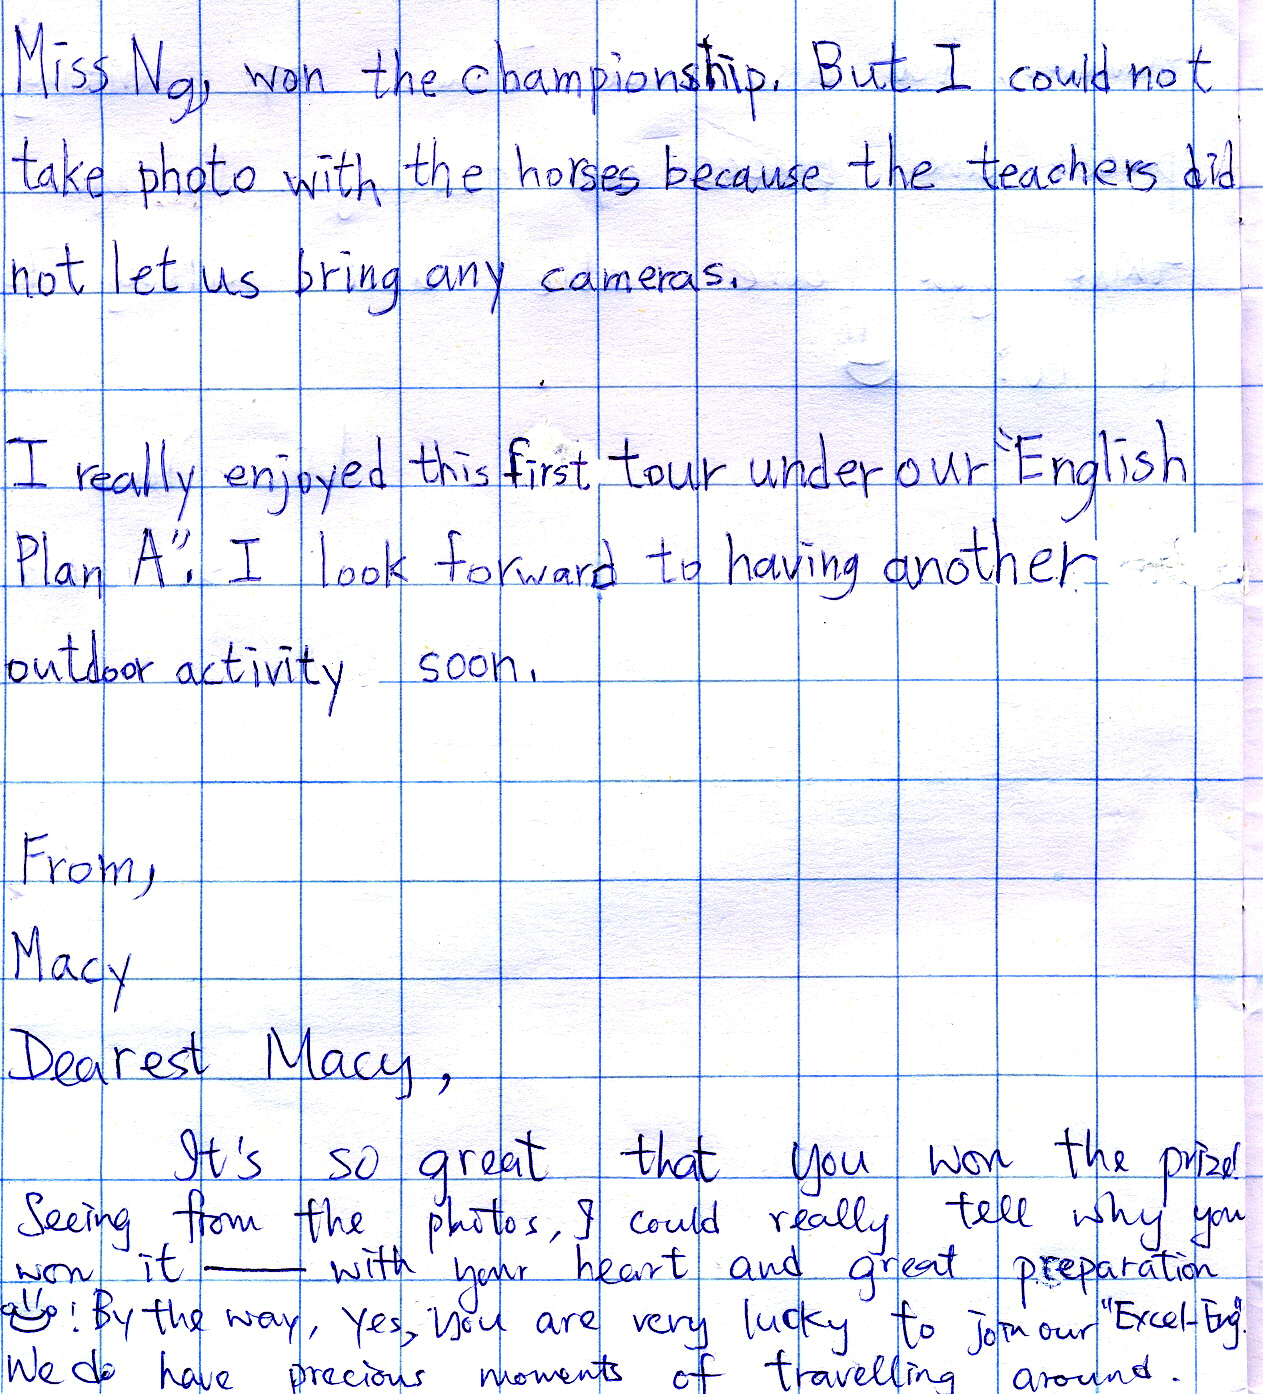 Miss Ng, won the championship. But I could not
take photo with the horses because the teachers did
not let us bring any cameras.
I really enjoyed this first tour under our "English
Plan A". I look forward to having another
outdoor activity soon.
From,
Macy
Dearest Macy,
It's so great that you won the prize!
Seeing from the photos, I could really tell why you
won it — with your heart and great preparation
! By the way, yes, you are very lucky to join our "Excel-Eng".
We do have precious moments of travelling around.